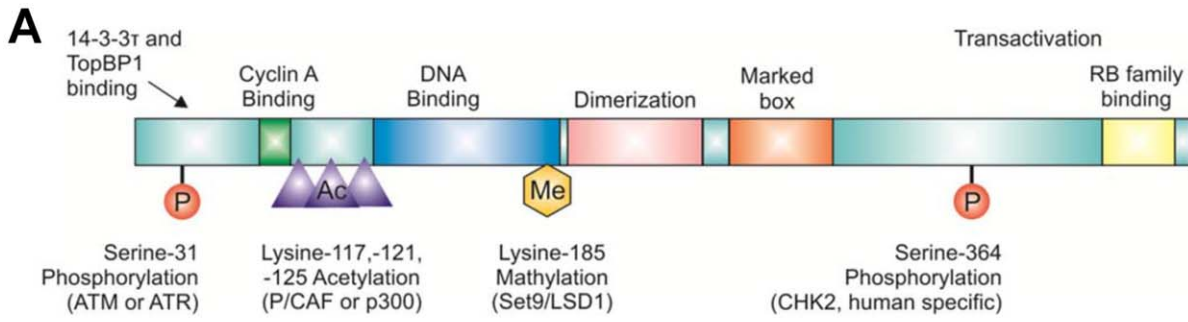 A
14-3-3τ and
TopBP1
binding
Cyclin A
Binding
DNA
Binding
Dimerization
Marked
box
Transactivation
RB family
binding
P
Ac
Me
P
Serine-31
Phosphorylation
(ATM or ATR)
Lysine-117,-121,
-125 Acetylation
(P/CAF or p300)
Lysine-185
Mathylation
(Set9/LSD1)
Serine-364
Phosphorylation
(CHK2, human specific)